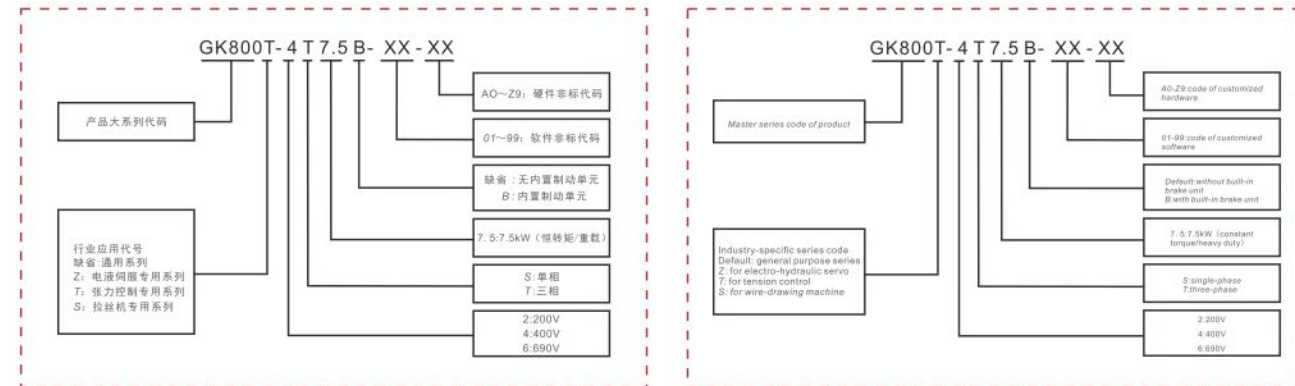 GK800T- 4 T 7.5 B- XX - XX
AO～Z9：硬件非标代码
产品大系列代码
01～99：软件非标代码
缺省：无内置制动单元
B：内置制动单元
7.5:7.5kW（恒转矩/重载）
行业应用代号
缺省:通用系列
Z：电液伺服专用系列
T：张力控制专用系列
S：拉丝机专用系列
S:单相
T:三相
2:200V
4:400V
6:690V
GK800T- 4 T 7.5 B- XX - XX
A0-Z9:code of customized
hardware
Master series code of product
01-99:code of customized
software
Default:without built-in
brake unit
B:with built-in brake unit
7.5:7.5kW (constant
torque/heavy duty)
Industry-specific series code
Default: general purpose series
Z: for electro-hydraulic servo
T: for tension control
S: for wire-drawing machine
S:single-phase
T:three-phase
2:200V
4:400V
6:690V